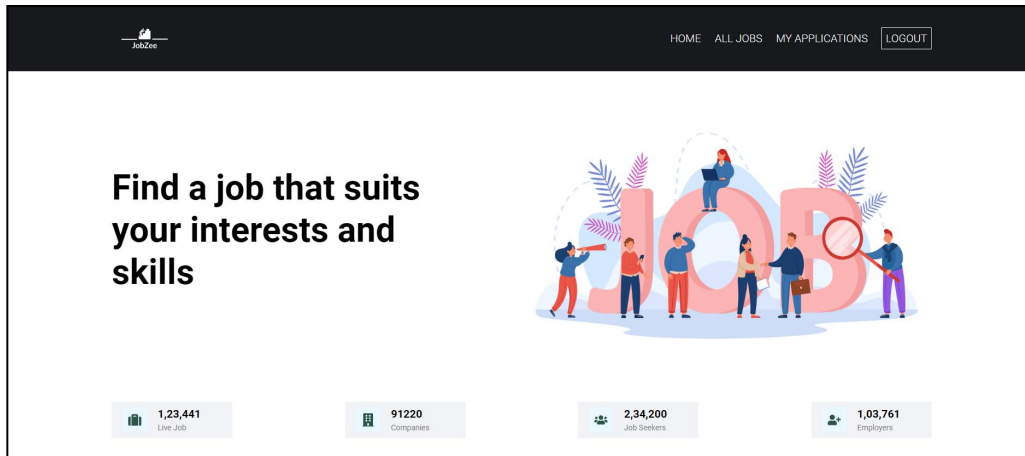 JobZee
HOME ALL JOBS MY APPLICATIONS LOGOUT
Find a job that suits
your interests and
skills
JOB
1,23,441
Live Job
91220
Companies
2,34,200
Job Seekers
1,03,761
Employers